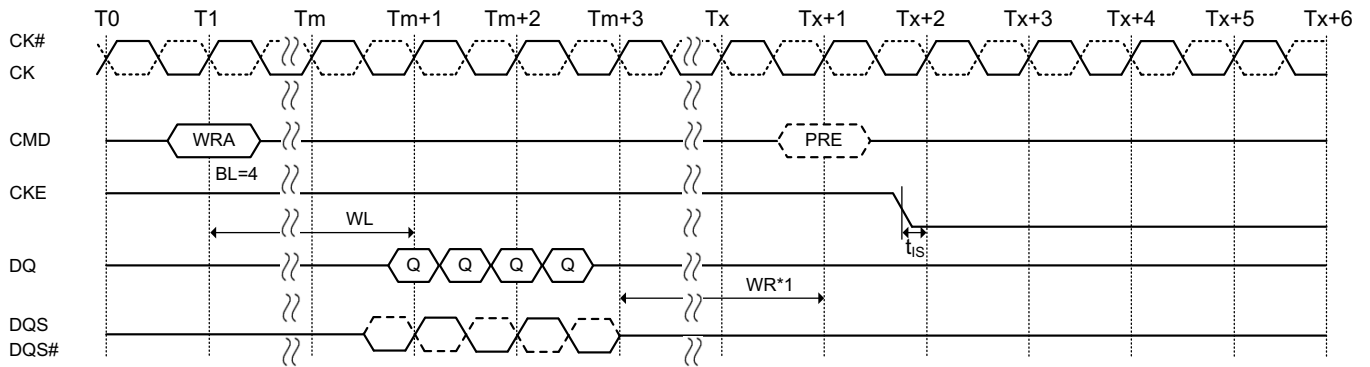 T0 T1 Tm Tm+1 Tm+2 Tm+3 Tx Tx+1 Tx+2 Tx+3 Tx+4 Tx+5 Tx+6
CK#
CK
CMD WRA PRE
BL=4
CKE
WL
tIS
DQ Q Q Q Q
WR*1
DQS
DQS#